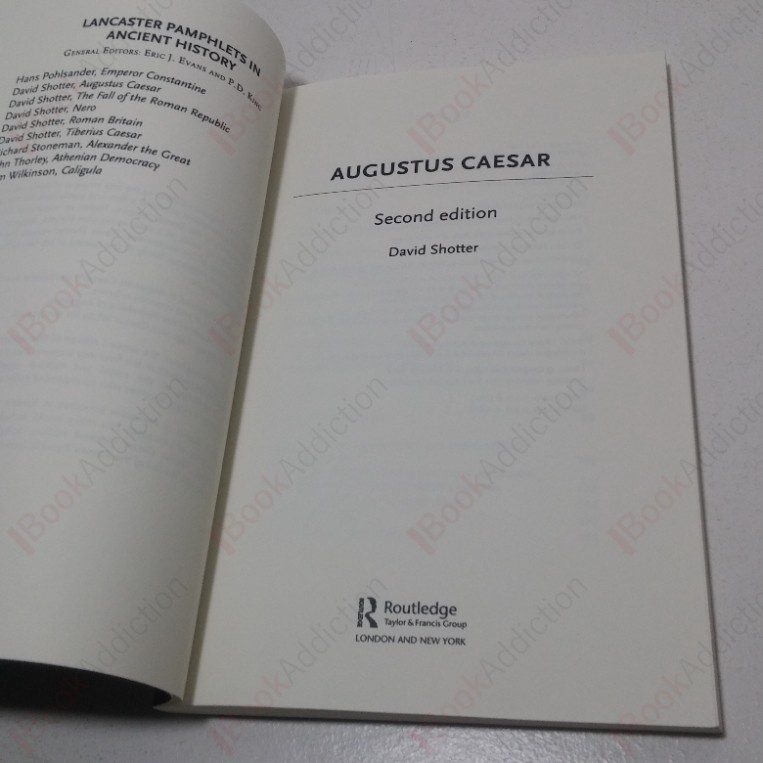 LANCASTER PAMPHLETS IN
ANCIENT HISTORY
GENERAL EDITORS: ERIC J. EVANS AND P.D. KING
Hans Pohlsander, Emperor Constantine
David Shotter, Augustus Caesar
David Shotter, The Fall of the Roman Republic
David Shotter, Nero
David Shotter, Roman Britain
David Shotter, Tiberius Caesar
ichard Stoneman, Alexander the Great
hn Thorley, Athenian Democracy
n Wilkinson, Caligula
AUGUSTUS CAESAR
Second edition
David Shotter
R Routledge
Taylor & Francis Group
LONDON AND NEW YORK
BookAddiction